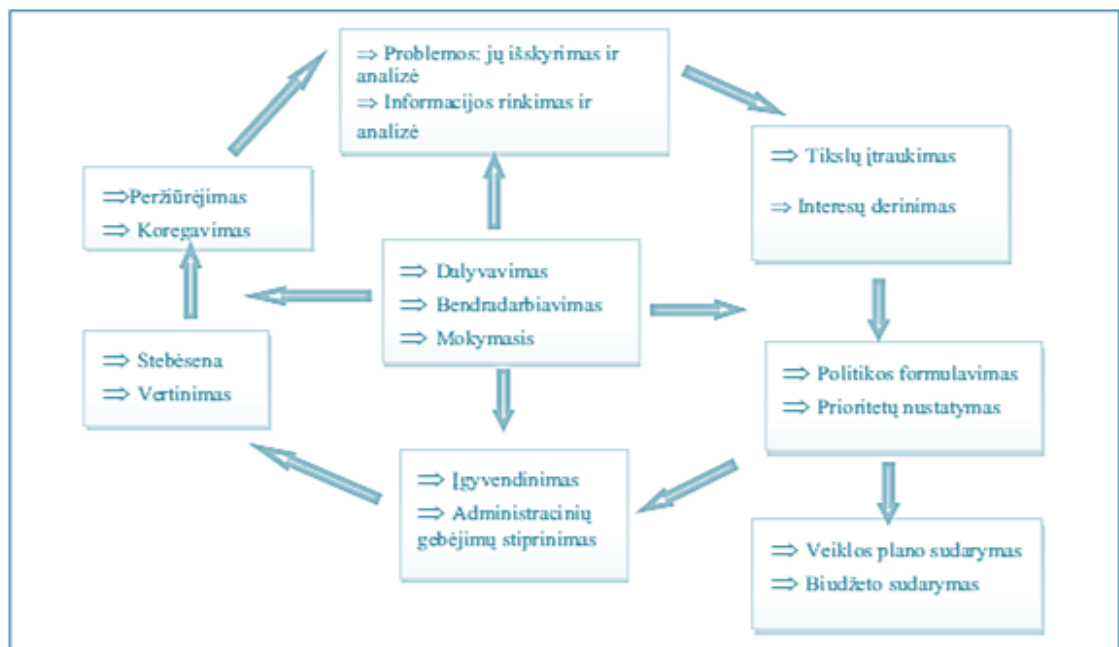 ⇒ Problemos: jų išskyrimas ir
analizė
⇒ Informacijos rinkimas ir
analizė
⇒ Tikslų įtraukimas
⇒ Interesų derinimas
⇒Peržiūrėjimas
⇒ Koregavimas
⇒ Dalyvavimas
⇒ Bendradarbiavimas
⇒ Mokymasis
⇒ Stebėsena
⇒ Vertinimas
⇒ Politikos formulavimas
⇒ Prioritetų nustatymas
⇒ Įgyvendinimas
⇒ Administracinių
gebėjimų stiprinimas
⇒ Veiklos plano sudarymas
⇒ Biudžeto sudarymas